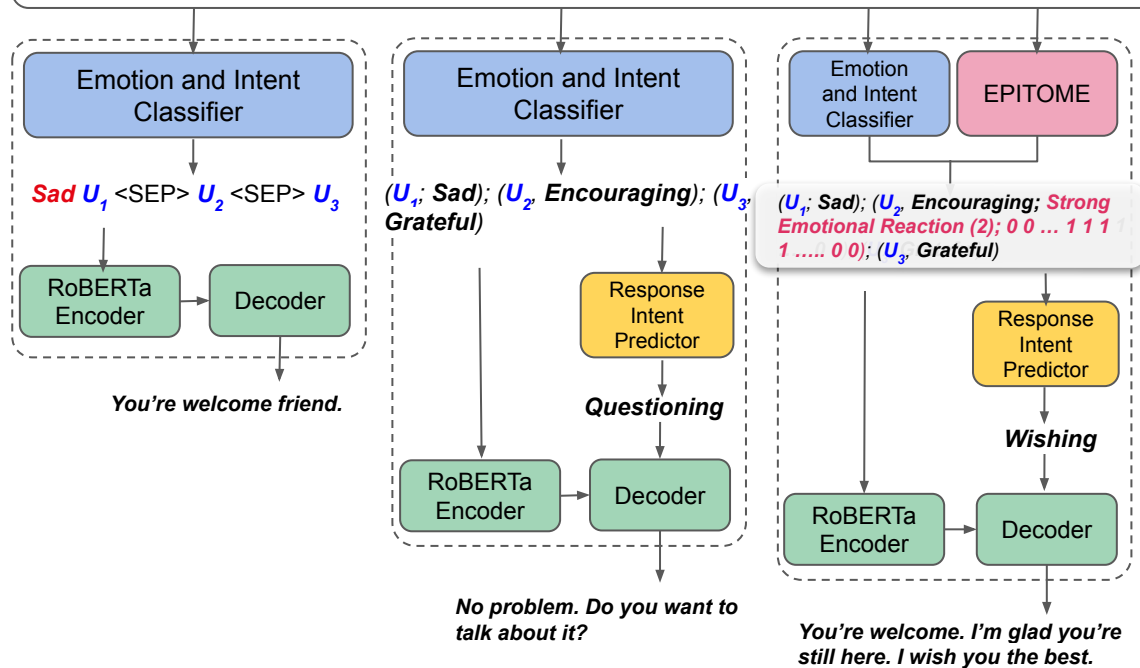 Emotion and Intent
Classifier
Sad U1 <SEP> U2 <SEP> U3
RoBERTa
Encoder
Decoder
You're welcome friend.
Emotion and Intent
Classifier
(U1; Sad); (U2, Encouraging); (U3,
Grateful)
Response
Intent
Predictor
Questioning
RoBERTa
Encoder
Decoder
No problem. Do you want to
talk about it?
Emotion
and Intent
Classifier
EPITOME
(U1; Sad); (U2, Encouraging; Strong
Emotional Reaction (2); 0 0 … 1 1 1 1
1 ….. 0 0); (U3, Grateful)
Response
Intent
Predictor
Wishing
RoBERTa
Encoder
Decoder
You're welcome. I'm glad you're
still here. I wish you the best.